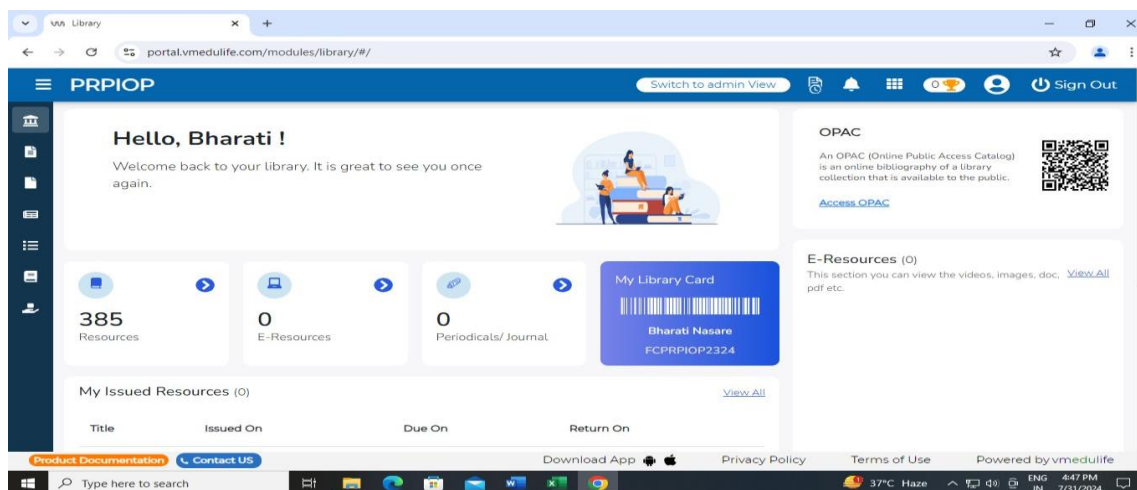 Library
portal.vmedulife.com/modules/library/#/
PRPIOP
Switch to admin View
0
Sign Out
Hello, Bharati !
Welcome back to your library. It is great to see you once
again.
OPAC
An OPAC (Online Public Access Catalog)
is an online bibliography of a library
collection that is available to the public.
Access OPAC
385
Resources
0
E-Resources
0
Periodicals/ Journal
My Library Card
Bharati Nasare
FCPRPIOP2324
E-Resources (0)
This section you can view the videos, images, doc, View All
pdf etc.
My Issued Resources (0) View All
Title Issued On Due On Return On
Product Documentation Contact US Download App Privacy Policy Terms of Use Powered by vmedulife
Type here to search
37°C Haze
ENG 4:47 PM
IN 7/31/2024